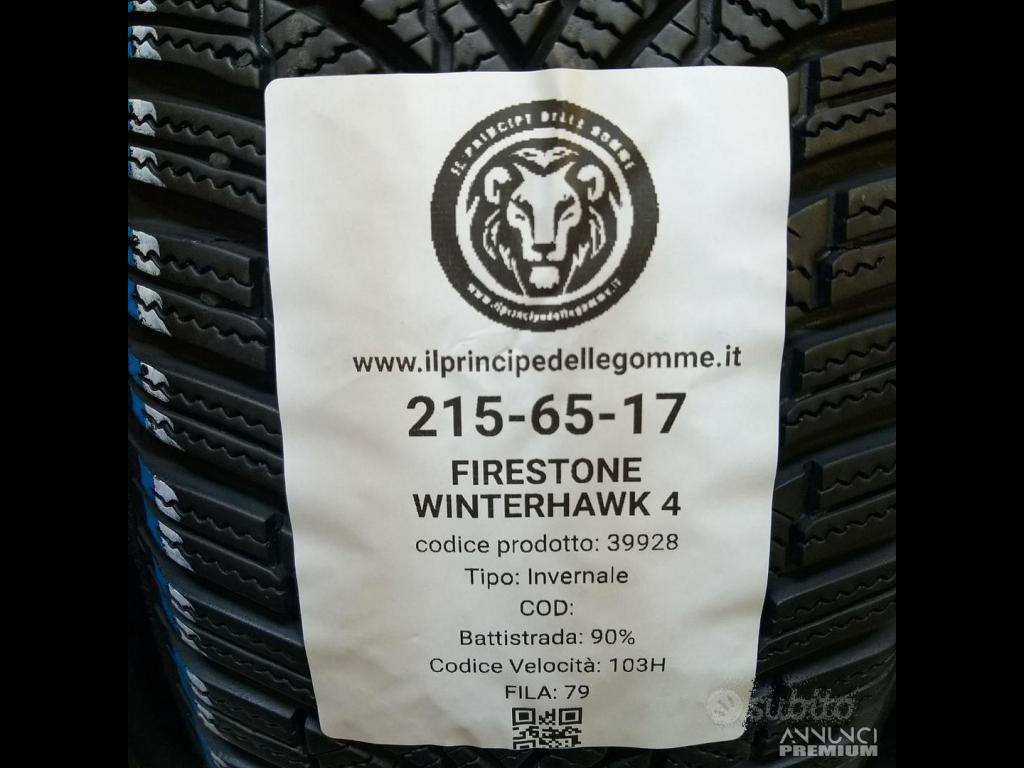 IL PRINCIPE DELLE GOMME
www.ilprincipedellegomme.it
www.ilprincipedellegomme.it
215-65-17
FIRESTONE
WINTERHAWK 4
codice prodotto: 39928
Tipo: Invernale
COD:
Battistrada: 90%
Codice Velocità: 103H
FILA: 79
subito
ANNUNCI
PREMIUM